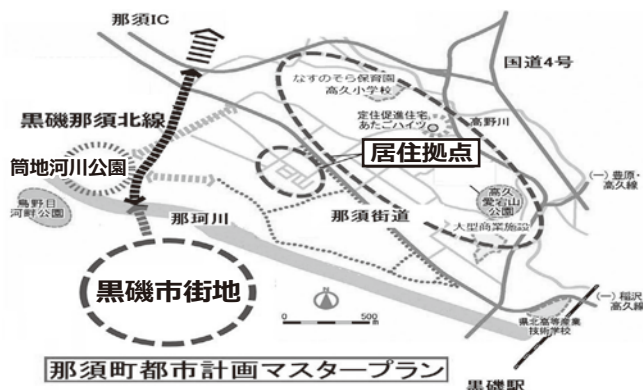 那須IC
国道4号
なすのそら保育園
高久小学校
黒磯那須北線
定住促進住宅
あたごハイツ
高野川
居住拠点
筒地河川公園
(一)豊原・
高久線
高久
愛宕山
公園
鳥野目
河畔公園
那珂川
那須街道
大型商業施設
黒磯市街地
(一)稲沢
高久線
0
500
m
県北高等産業
技術学校
那須町都市計画マスタープラン
黒磯駅